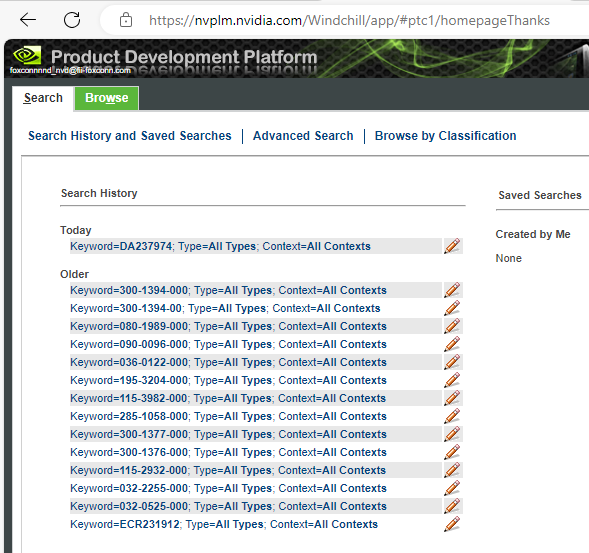 https://nvplm.nvidia.com/Windchill/app/#ptc1/homepageThanks
Product Development Platform
Search Browse
Search History and Saved Searches | Advanced Search | Browse by Classification
Search History
Saved Searches
Today
Keyword=DA237974; Type=All Types; Context=All Contexts
Created by Me
None
Older
Keyword=300-1394-000; Type=All Types; Context=All Contexts
Keyword=300-1394-00; Type=All Types; Context=All Contexts
Keyword=080-1989-000; Type=All Types; Context=All Contexts
Keyword=090-0096-000; Type=All Types; Context=All Contexts
Keyword=036-0122-000; Type=All Types; Context=All Contexts
Keyword=195-3204-000; Type=All Types; Context=All Contexts
Keyword=115-3982-000; Type=All Types; Context=All Contexts
Keyword=285-1058-000; Type=All Types; Context=All Contexts
Keyword=300-1377-000; Type=All Types; Context=All Contexts
Keyword=300-1376-000; Type=All Types; Context=All Contexts
Keyword=115-2932-000; Type=All Types; Context=All Contexts
Keyword=032-2255-000; Type=All Types; Context=All Contexts
Keyword=032-0525-000; Type=All Types; Context=All Contexts
Keyword=ECR231912; Type=All Types; Context=All Contexts